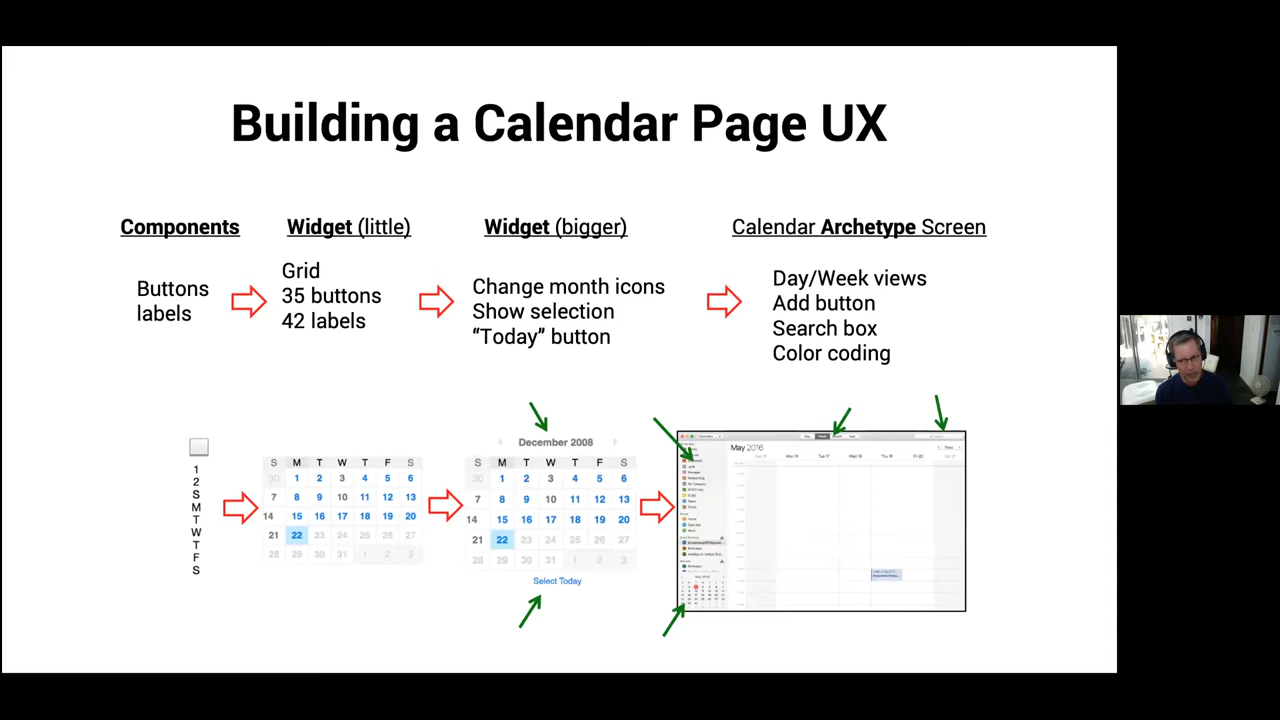 Building a Calendar Page UX
Components
Widget (little)
Widget (bigger)
Calendar Archetype Screen
Buttons
labels
Grid
35 buttons
42 labels
Change month icons
Show selection
“Today” button
Day/Week views
Add button
Search box
Color coding
1
2
S
M
T
W
T
F
S
S M T W T F S
30 1 2 3 4 5 6
7 8 9 10 11 12 13
14 15 16 17 18 19 20
21 22 23 24 25 26 27
28 29 30 31 1 2 3
December 2008
S M T W T F S
30 1 2 3 4 5 6
7 8 9 10 11 12 13
14 15 16 17 18 19 20
21 22 23 24 25 26 27
28 29 30 31 1 2 3
Select Today
May 2016